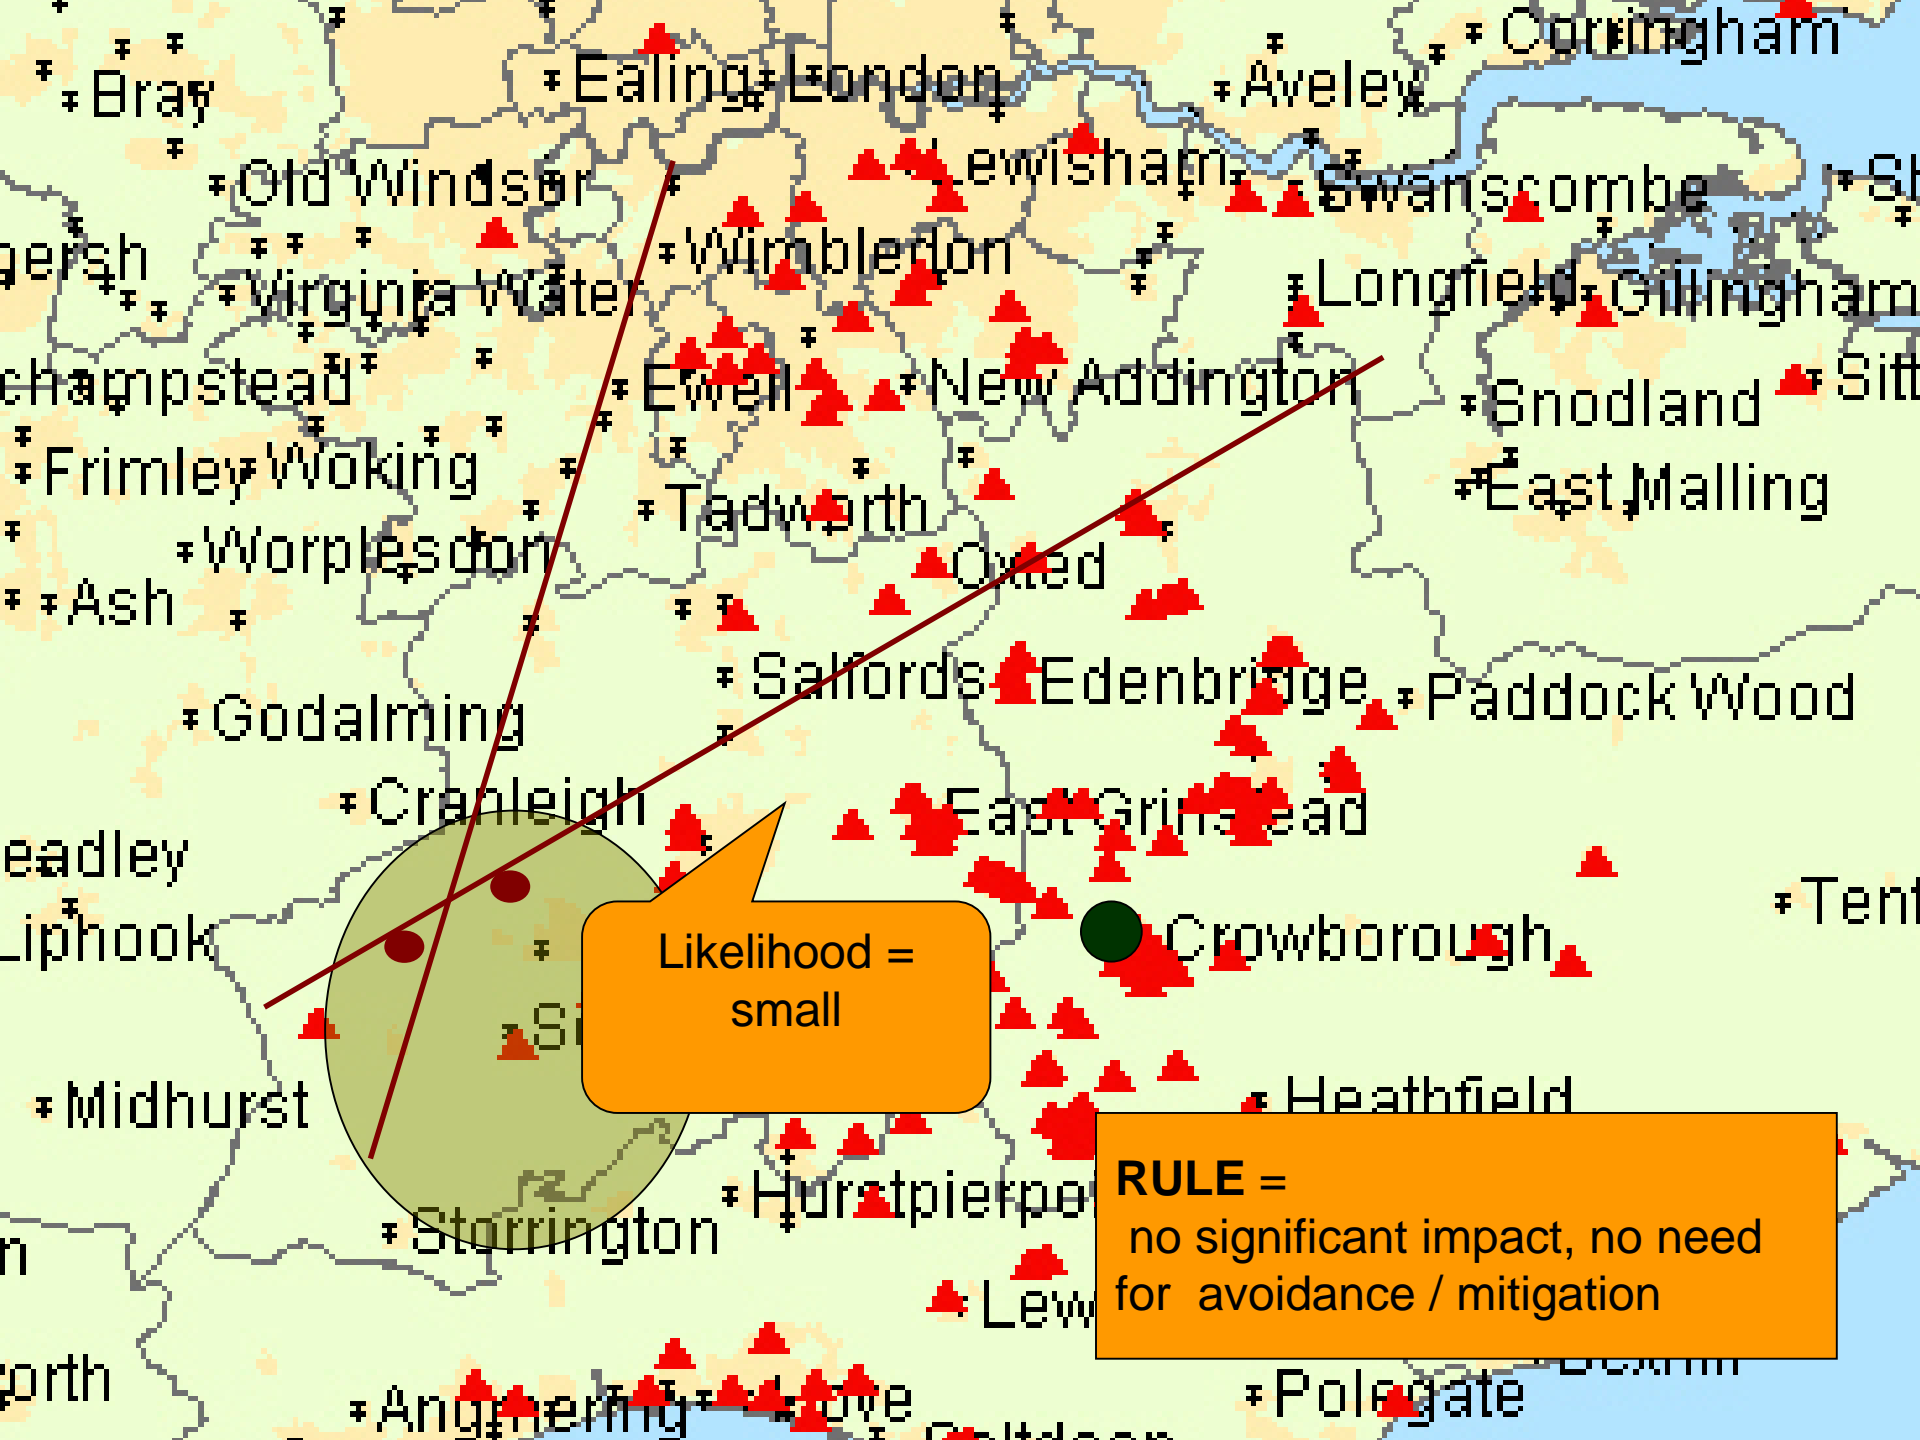 Corringham
Bray
Ealing
London
Aveley
Old Windsor
Lewisham
Swanscombe
Wimbledon
Virginia Water
Longfield
Gillingham
Ewell
New Addington
Snodland
Frimley
Woking
Tadworth
East Malling
Worplesdon
Oxted
Ash
Salfords
Edenbridge
Paddock Wood
Godalming
Cranleigh
East Grinstead
eadley
Liphook
Crowborough
Likelihood =
small
Midhurst
Heathfield
RULE =
no significant impact, no need
for avoidance / mitigation
Storrington
Angmering
Polegate